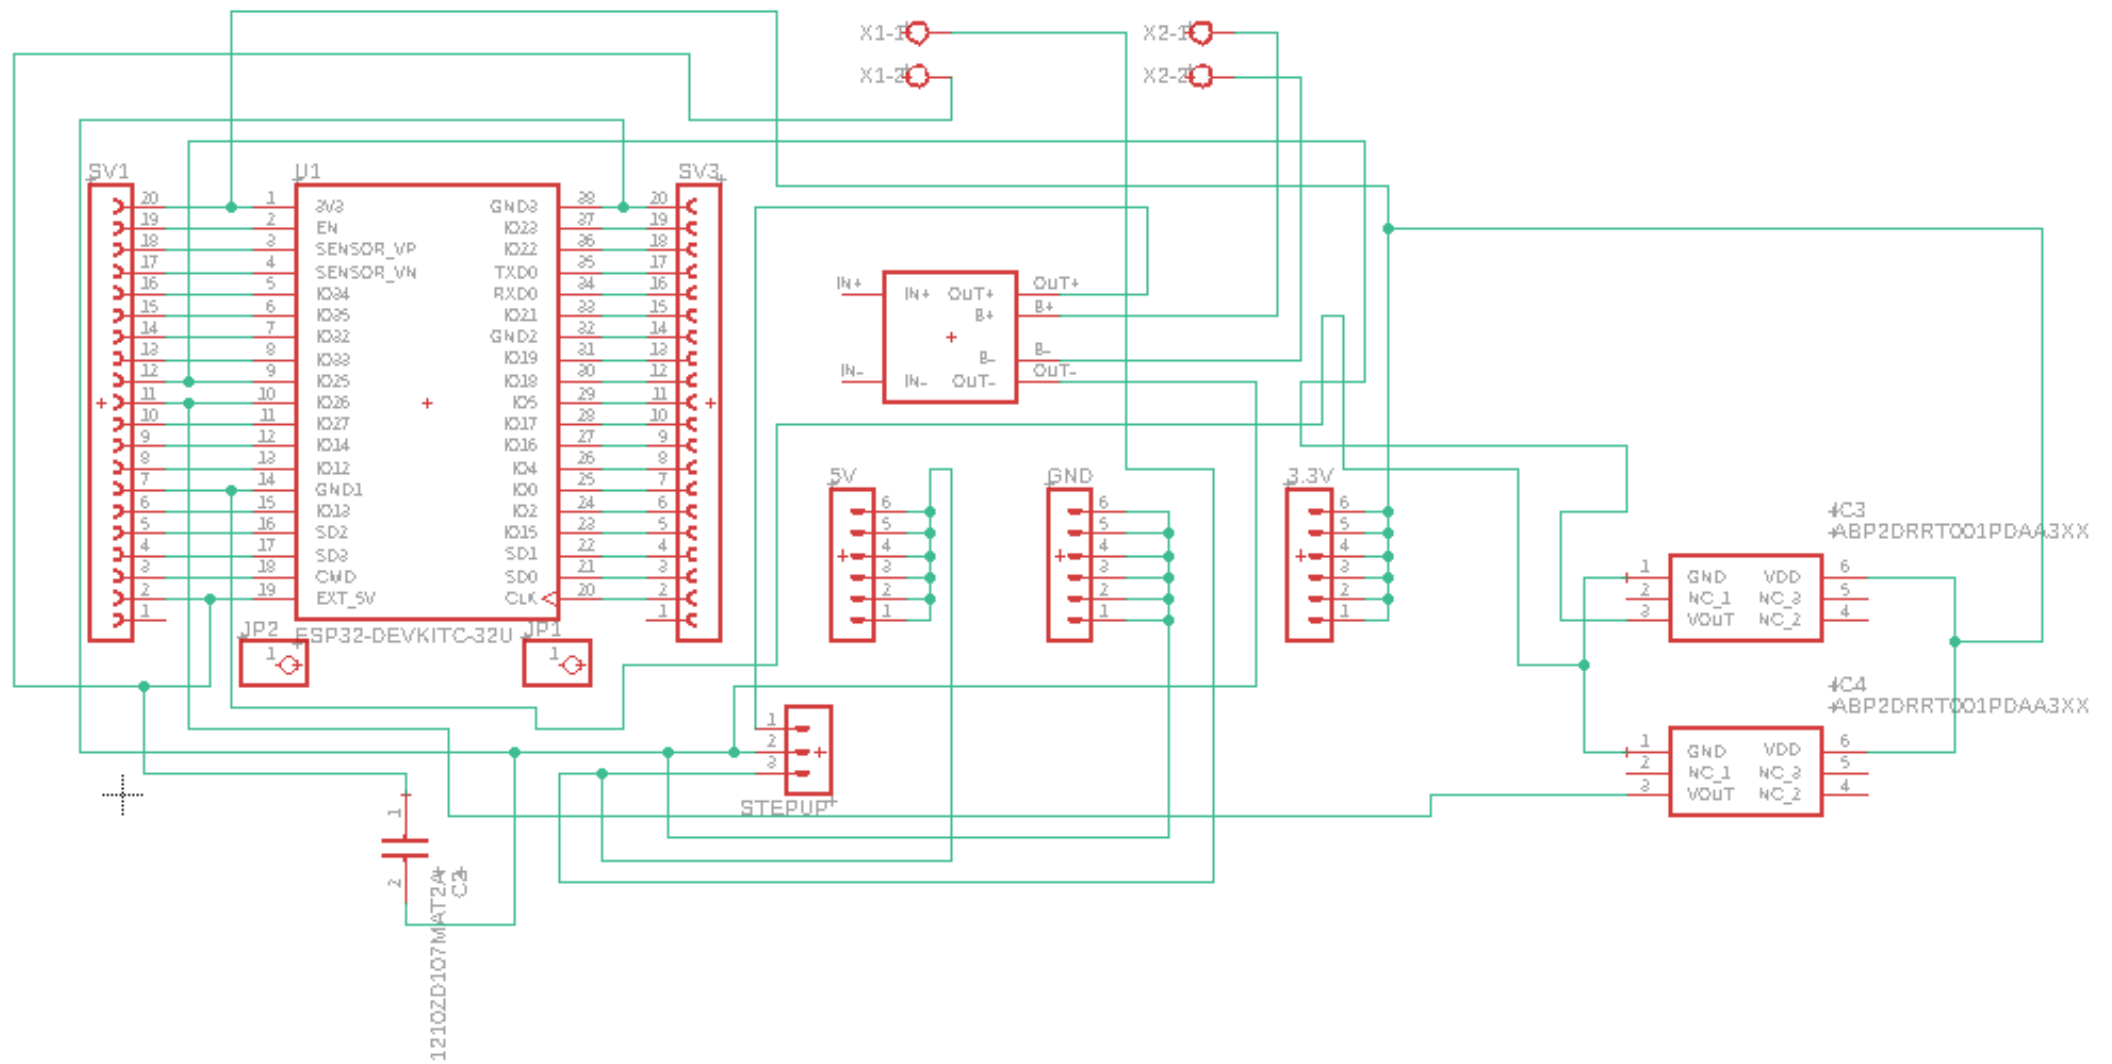 X1-1
X2-1
X1-2
X2-2
SV1
U1
SV3
20 1 3V3 GND3 38 20
19 2 EN IO23 37 19
18 3 SENSOR_VP IO22 36 18
17 4 SENSOR_VN TXD0 35 17
16 5 IO34 RXD0 34 16
15 6 IO35 IO21 33 15
14 7 IO32 GND2 32 14
13 8 IO33 IO19 31 13
12 9 IO25 IO18 30 12
11 10 IO26 IO5 29 11
10 11 IO27 IO17 28 10
9 12 IO14 IO16 27 9
8 13 IO12 IO4 26 8
7 14 GND1 IO0 25 7
6 15 IO13 IO2 24 6
5 16 SD2 IO15 23 5
4 17 SD3 SD1 22 4
3 18 CMD SD0 21 3
2 19 EXT_5V CLK 20 2
1 1
JP2
ESP32-DEVKITC-32U
JP1
1
1
IN+ IN+ OUT+ OUT+
B+ B+
B- B-
IN- IN- OUT- OUT-
5V
6
5
4
3
2
1
GND
6
5
4
3
2
1
3.3V
6
5
4
3
2
1
C3
ABP2DRRT001PDAA3XX
1 GND VDD 6
2 NC_1 NC_3 5
3 VOUT NC_2 4
C4
ABP2DRRT001PDAA3XX
1 GND VDD 6
2 NC_1 NC_3 5
3 VOUT NC_2 4
1
2
3
STEPUP
1
2
1210ZD107MAT2A